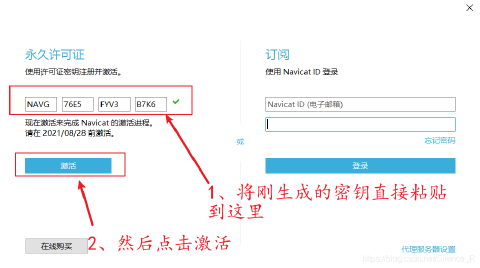 永久许可证
使用许可证密钥注册并激活。
NAVG 76E5 FYV3 B7K6
现在激活来完成 Navicat 的激活进程。
请在 2021/08/28 前激活。
激活
或
订阅
使用 Navicat ID 登录
Navicat ID (电子邮箱)
忘记密码
登录
1、将刚生成的密钥直接粘贴
到这里
2、然后点击激活
在线购买
代理服务器设置